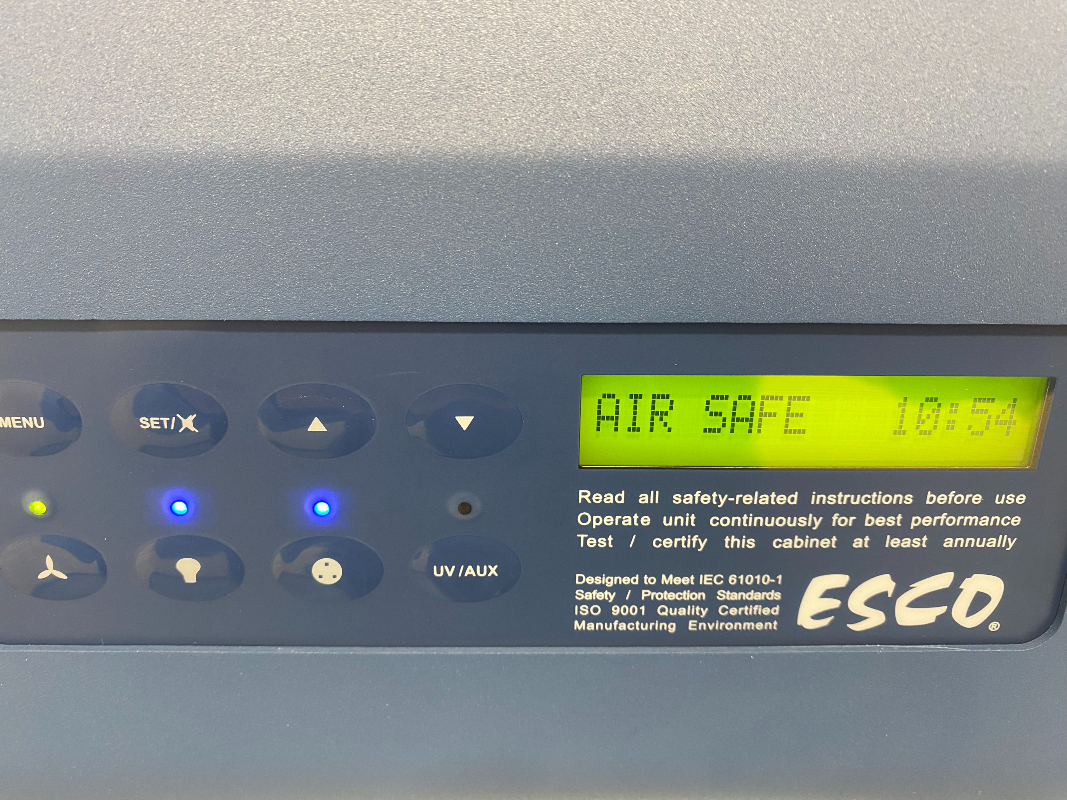 AIR SAFE 10:54
MENU
SET/
UV/AUX
Read all safety-related instructions before use
Operate unit continuously for best performance
Test / certify this cabinet at least annually
Designed to Meet IEC 61010-1
Safety / Protection Standards
ISO 9001 Quality Certified
Manufacturing Environment
ESCO®